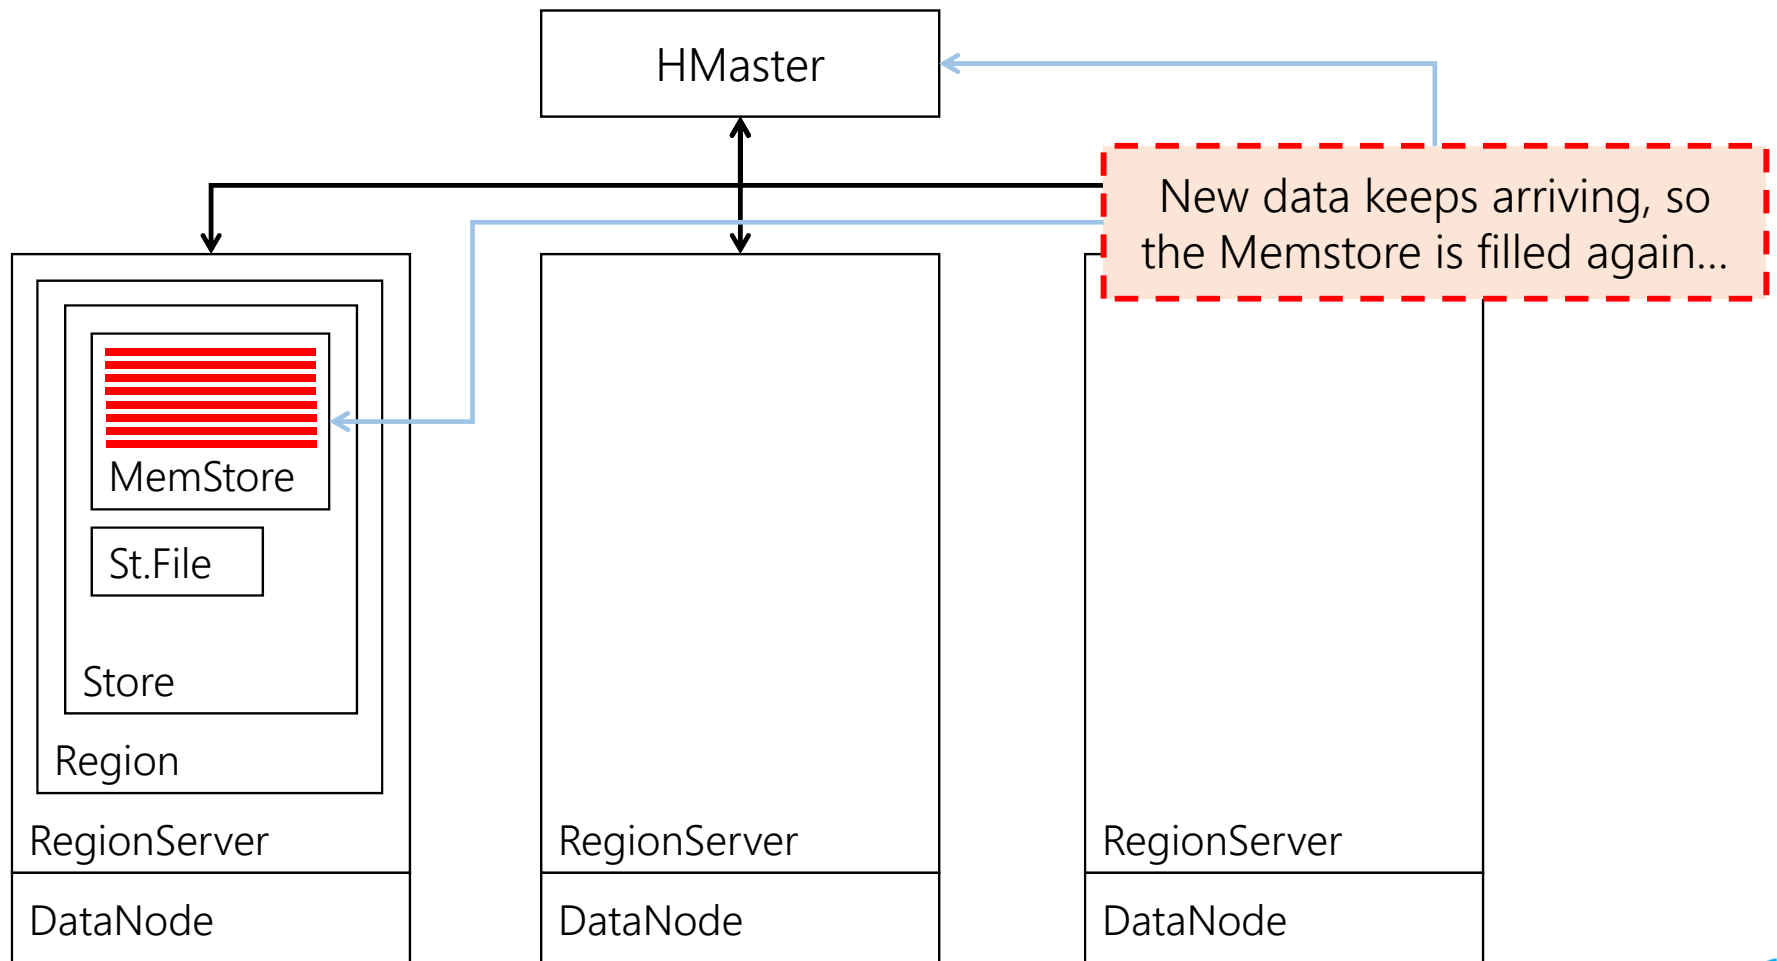 HMaster
New data keeps arriving, so
the Memstore is filled again...
MemStore
St.File
Store
Region
RegionServer
DataNode
RegionServer
DataNode
RegionServer
DataNode